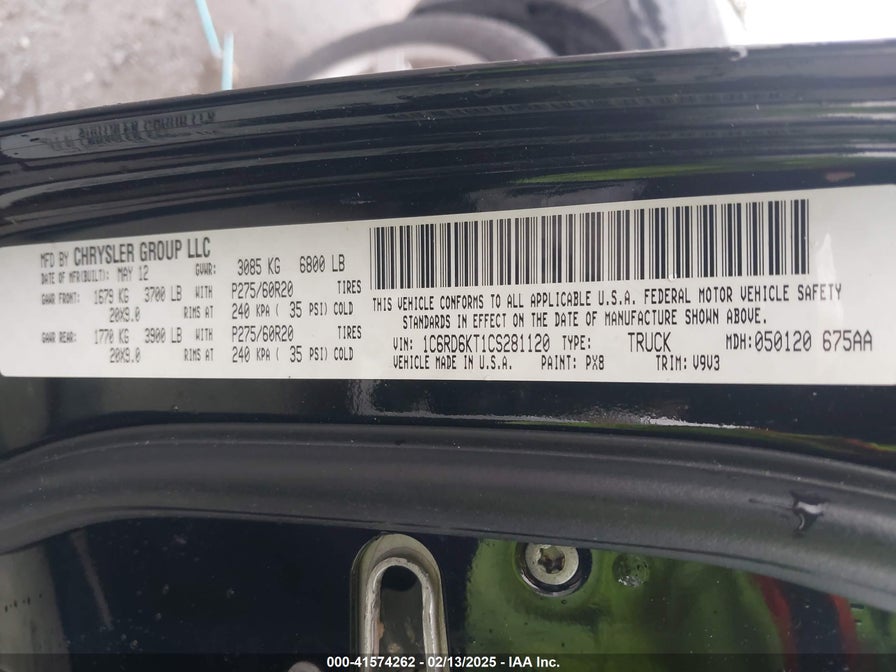 MFD BY CHRYSLER GROUP LLC
DATE OF MFR(BUILT): MAY 12 GVWR: 3085 KG 6800 LB
GAWR FRONT: 1679 KG 3700 LB WITH P275/60R20 TIRES
20X9.0 RIMS AT 240 KPA ( 35 PSI) COLD
GAWR REAR: 1770 KG 3900 LB WITH P275/60R20 TIRES
20X9.0 RIMS AT 240 KPA ( 35 PSI) COLD
THIS VEHICLE CONFORMS TO ALL APPLICABLE U.S.A. FEDERAL MOTOR VEHICLE SAFETY
STANDARDS IN EFFECT ON THE DATE OF MANUFACTURE SHOWN ABOVE.
VIN: 1C6RD6KT1CS281120 TYPE: TRUCK MDH: 050120 675AA
VEHICLE MADE IN U.S.A. PAINT: PX8 TRIM: V9V3
000-41574262 - 02/13/2025 - IAA Inc.